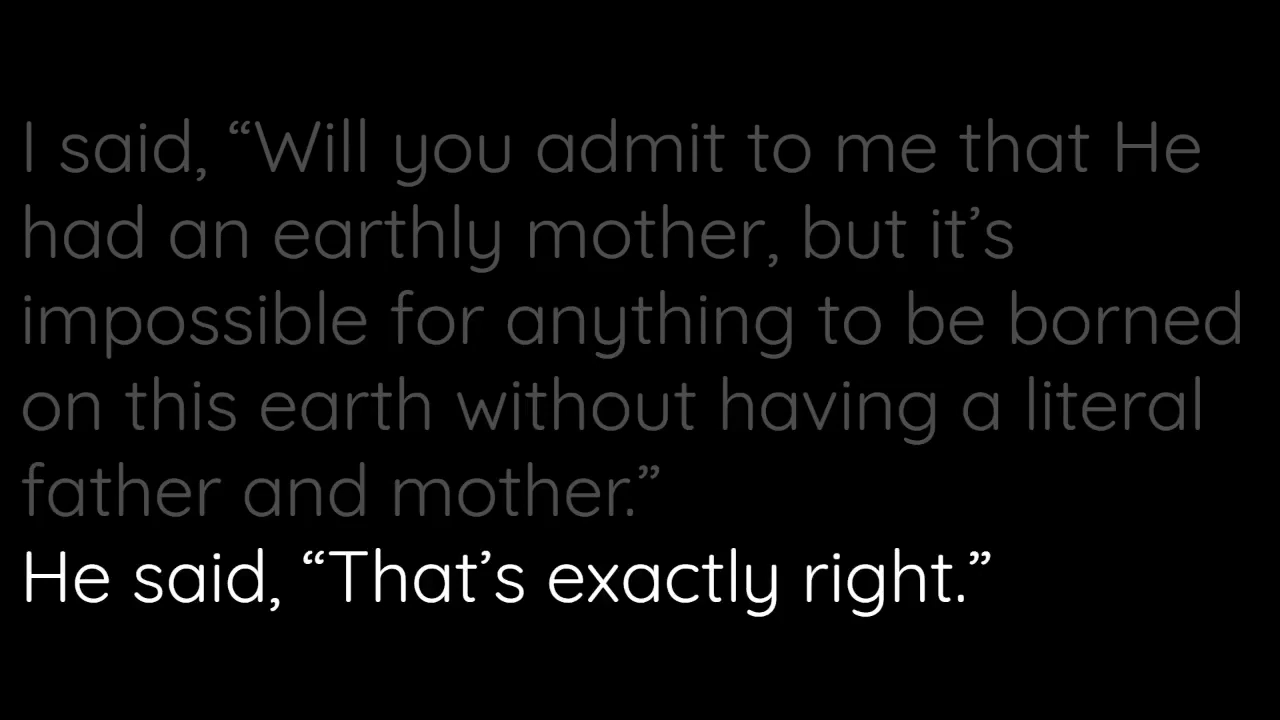 I said, “Will you admit to me that He
had an earthly mother, but it’s
impossible for anything to be borned
on this earth without having a literal
father and mother.”
He said, “That’s exactly right.”